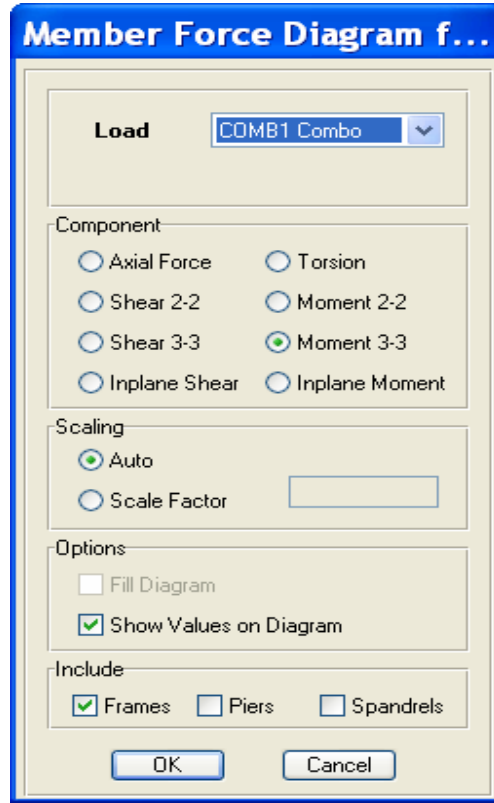 Member Force Diagram f...
Load COMB1 Combo
Component
Axial Force Torsion
Shear 2-2 Moment 2-2
Shear 3-3 Moment 3-3
Inplane Shear Inplane Moment
Scaling
Auto
Scale Factor
Options
Fill Diagram
Show Values on Diagram
Include
Frames Piers Spandrels
OK Cancel